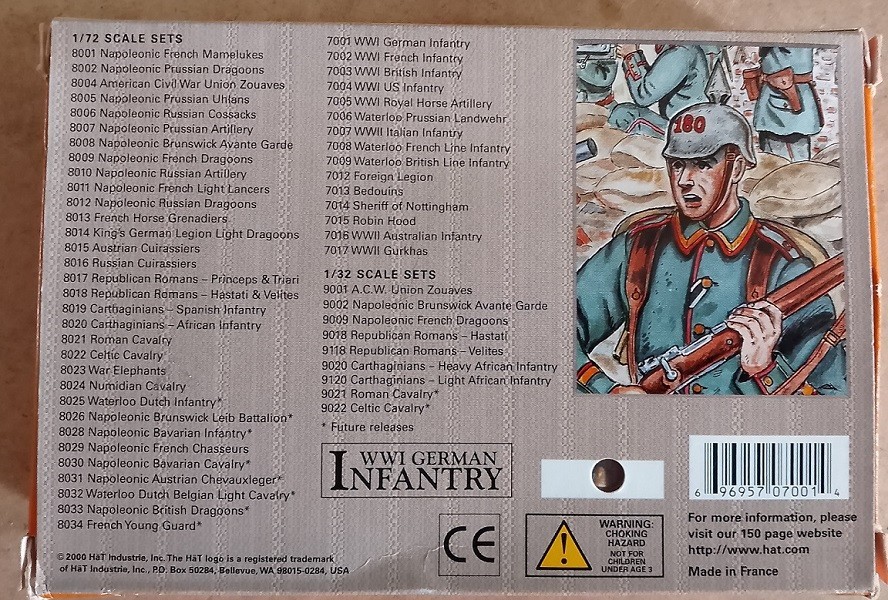 1/72 SCALE SETS
8001 Napoleonic French Mamelukes
8002 Napoleonic Prussian Dragoons
8004 American Civil War Union Zouaves
8005 Napoleonic Prussian Uhlans
8006 Napoleonic Russian Cossacks
8007 Napoleonic Prussian Artillery
8008 Napoleonic Brunswick Avante Garde
8009 Napoleonic French Dragoons
8010 Napoleonic Russian Artillery
8011 Napoleonic French Light Lancers
8012 Napoleonic Russian Dragoons
8013 French Horse Grenadiers
8014 King's German Legion Light Dragoons
8015 Austrian Cuirassiers
8016 Russian Cuirassiers
8017 Republican Romans – Princeps & Triari
8018 Republican Romans – Hastati & Velites
8019 Carthaginians – Spanish Infantry
8020 Carthaginians – African Infantry
8021 Roman Cavalry
8022 Celtic Cavalry
8023 War Elephants
8024 Numidian Cavalry
8025 Waterloo Dutch Infantry*
8026 Napoleonic Brunswick Leib Battalion*
8028 Napoleonic Bavarian Infantry*
8029 Napoleonic French Chasseurs
8030 Napoleonic Bavarian Cavalry*
8031 Napoleonic Austrian Chevauxleger*
8032 Waterloo Dutch Belgian Light Cavalry*
8033 Napoleonic British Dragoons*
8034 French Young Guard*
© 2000 HäT Industrie, Inc. The HäT logo is a registered trademark
of HäT Industrie, Inc., P.O. Box 50284, Bellevue, WA 98015-0284, USA
7001 WWI German Infantry
7002 WWI French Infantry
7003 WWI British Infantry
7004 WWI US Infantry
7005 WWI Royal Horse Artillery
7006 Waterloo Prussian Landwehr
7007 WWII Italian Infantry
7008 Waterloo French Line Infantry
7009 Waterloo British Line Infantry
7012 Foreign Legion
7013 Bedouins
7014 Sheriff of Nottingham
7015 Robin Hood
7016 WWII Australian Infantry
7017 WWII Gurkhas
1/32 SCALE SETS
9001 A.C.W. Union Zouaves
9002 Napoleonic Brunswick Avante Garde
9009 Napoleonic French Dragoons
9018 Republican Romans – Hastati
9118 Republican Romans – Velites
9020 Carthaginians – Heavy African Infantry
9120 Carthaginians – Light African Infantry
9021 Roman Cavalry*
9022 Celtic Cavalry*
* Future releases
WWI GERMAN
INFANTRY
CE
180
WARNING:
CHOKING
HAZARD
NOT FOR
CHILDREN
UNDER AGE 3
6 96957 07001 4
For more information, please
visit our 150 page website
http://www.hat.com
Made in France